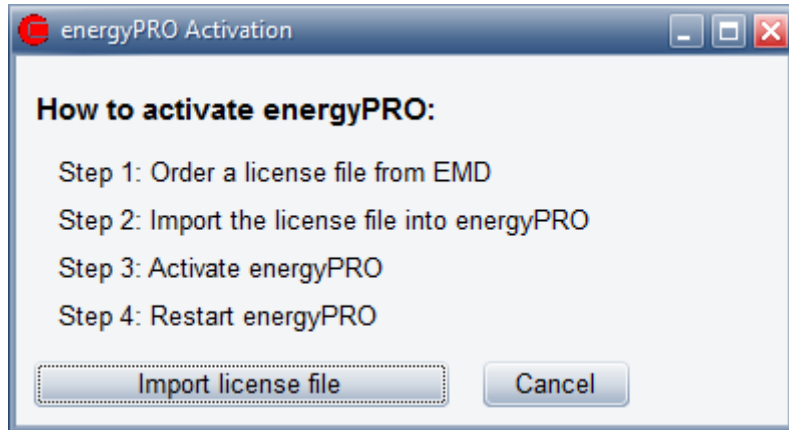 energyPRO Activation
How to activate energyPRO:
Step 1: Order a license file from EMD
Step 2: Import the license file into energyPRO
Step 3: Activate energyPRO
Step 4: Restart energyPRO
Import license file Cancel